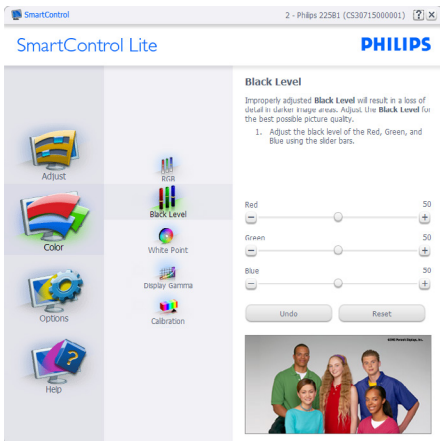 SmartControl
2 - Philips 225B1 (CS30715000001)
SmartControl Lite
PHILIPS
Adjust
Color
Options
Help
RGB
Black Level
White Point
Display Gamma
Calibration
Black Level
Improperly adjusted Black Level will result in a loss of
detail in darker image areas. Adjust the Black Level for
the best possible picture quality.
1. Adjust the black level of the Red, Green, and
Blue using the slider bars.
Red 50
Green 50
Blue 50
Undo
Reset